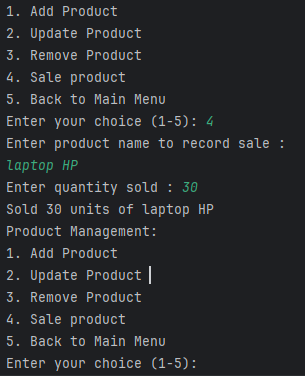 1. Add Product
2. Update Product
3. Remove Product
4. Sale product
5. Back to Main Menu
Enter your choice (1-5): 4
Enter product name to record sale :
laptop HP
Enter quantity sold : 30
Sold 30 units of laptop HP
Product Management:
1. Add Product
2. Update Product
3. Remove Product
4. Sale product
5. Back to Main Menu
Enter your choice (1-5):